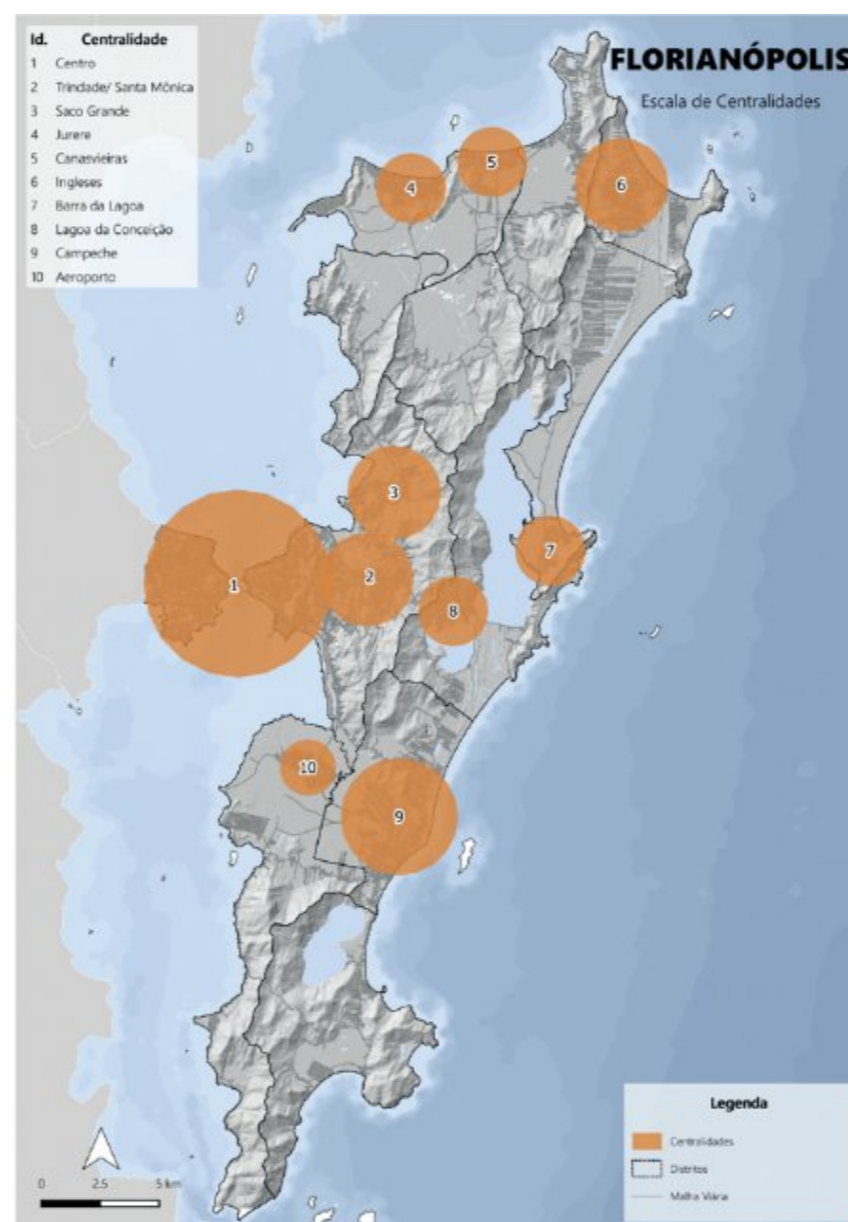 Id. Centralidade
1 Centro
2 Trindade/ Santa Mônica
3 Saco Grande
4 Jurere
5 Canasvieiras
6 Ingleses
7 Barra da Lagoa
8 Lagoa da Conceição
9 Campeche
10 Aeroporto
FLORIANÓPOLIS
Escala de Centralidades
5
4
6
3
7
2
1
8
10
9
0 2.5 5 km
Legenda
Centralidades
Distritos
Malha Viária